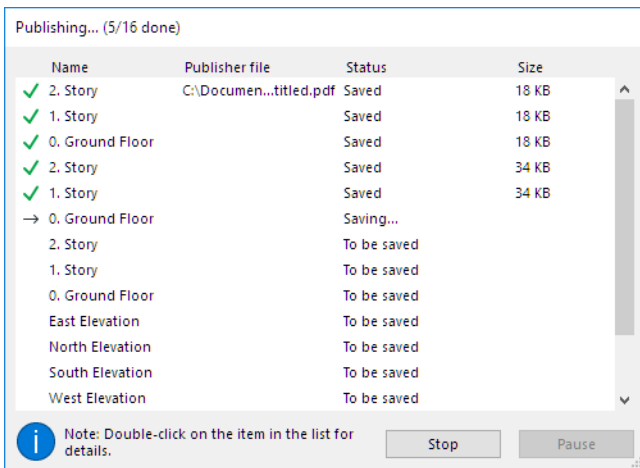 Publishing... (5/16 done)
Name Publisher file Status Size
2. Story C:\Documen...titled.pdf Saved 18 KB
1. Story Saved 18 KB
0. Ground Floor Saved 18 KB
2. Story Saved 34 KB
1. Story Saved 34 KB
0. Ground Floor Saving...
2. Story To be saved
1. Story To be saved
0. Ground Floor To be saved
East Elevation To be saved
North Elevation To be saved
South Elevation To be saved
West Elevation To be saved
Note: Double-click on the item in the list for
details.
Stop Pause